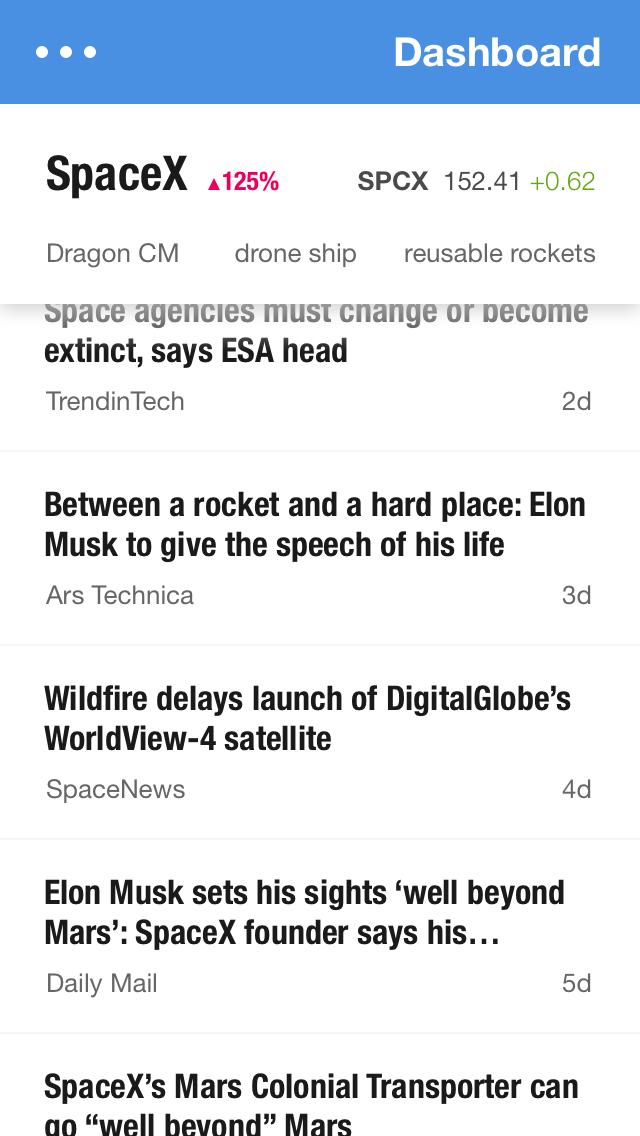 Dashboard
SpaceX ▲125% SPCX 152.41 +0.62
Dragon CM drone ship reusable rockets
Space agencies must change or become
extinct, says ESA head
TrendinTech 2d
Between a rocket and a hard place: Elon
Musk to give the speech of his life
Ars Technica 3d
Wildfire delays launch of DigitalGlobe’s
WorldView-4 satellite
SpaceNews 4d
Elon Musk sets his sights ‘well beyond
Mars’: SpaceX founder says his…
Daily Mail 5d
SpaceX’s Mars Colonial Transporter can
go “well beyond” Mars